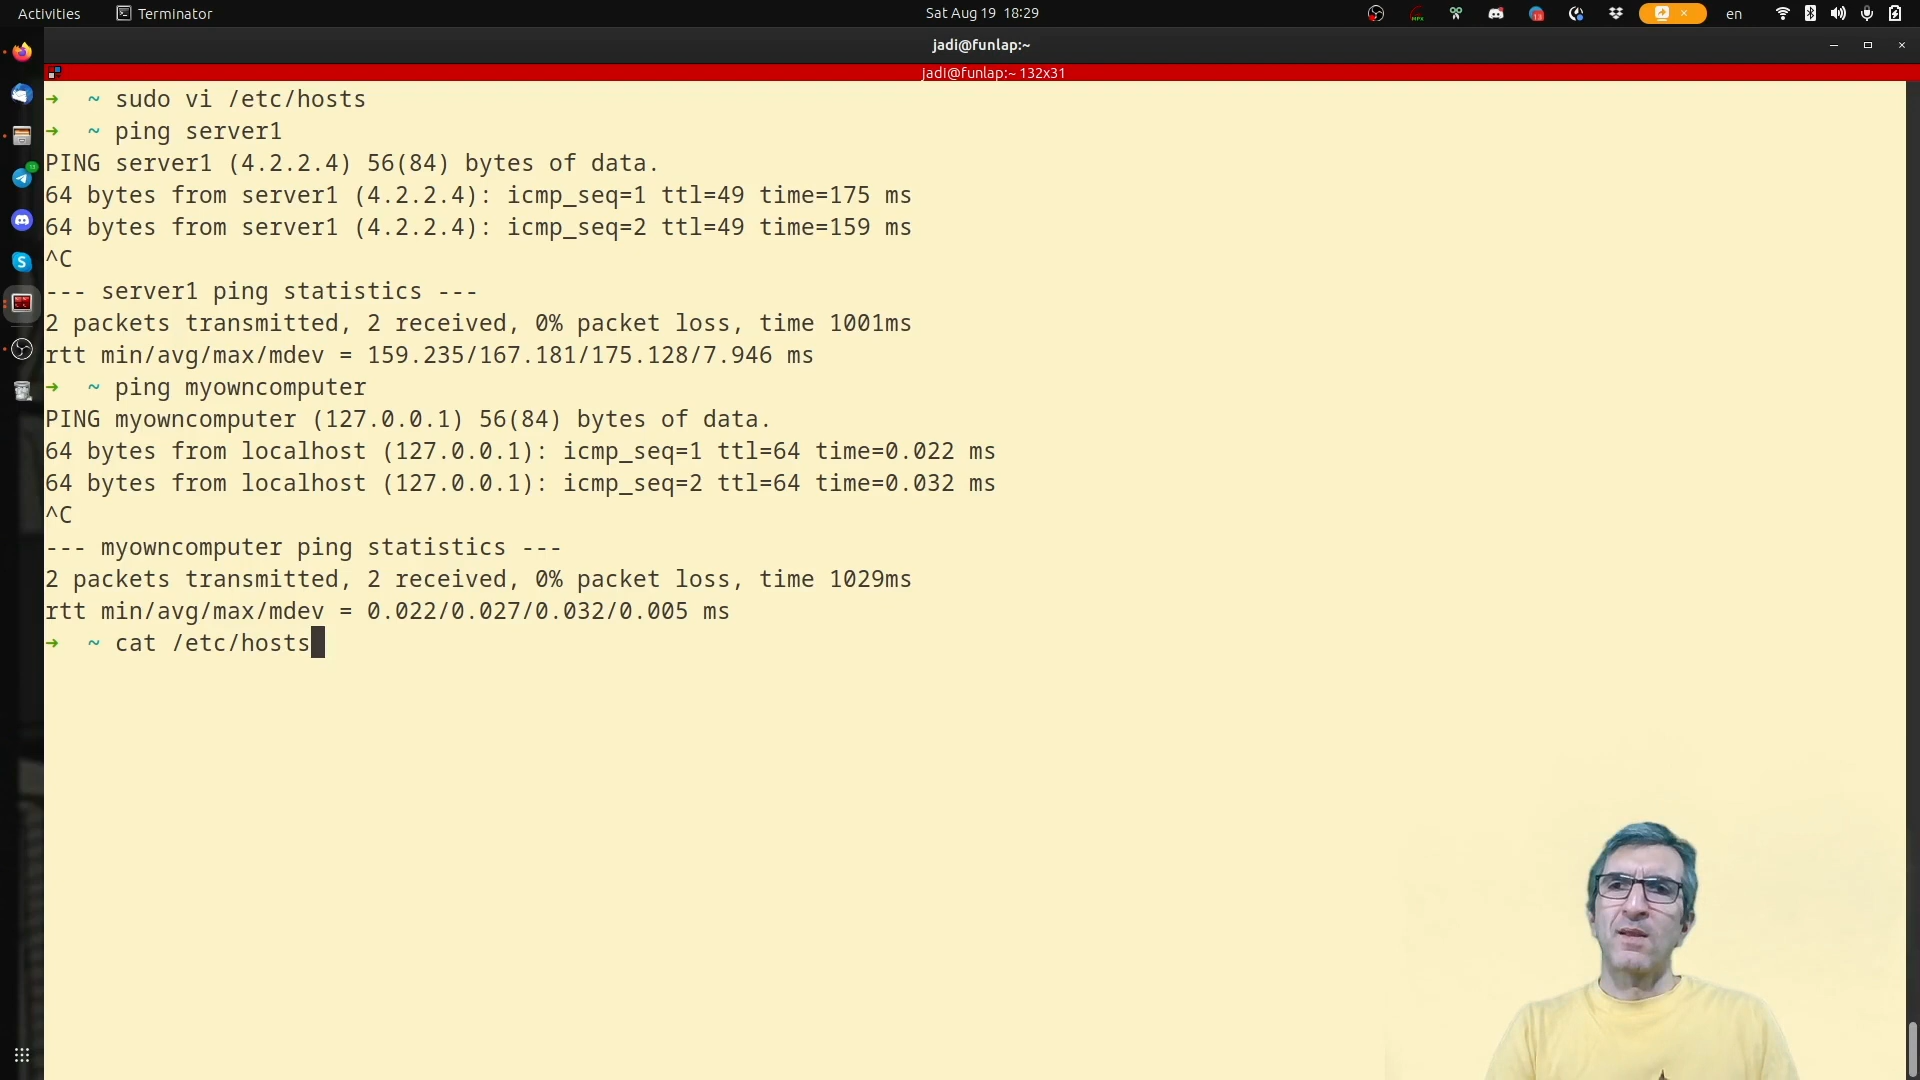 Activities Terminator Sat Aug 19 18:29 en
jadi@funlap:~
jadi@funlap:~ 132x31
➜ ~ sudo vi /etc/hosts
➜ ~ ping server1
PING server1 (4.2.2.4) 56(84) bytes of data.
64 bytes from server1 (4.2.2.4): icmp_seq=1 ttl=49 time=175 ms
64 bytes from server1 (4.2.2.4): icmp_seq=2 ttl=49 time=159 ms
^C
--- server1 ping statistics ---
2 packets transmitted, 2 received, 0% packet loss, time 1001ms
rtt min/avg/max/mdev = 159.235/167.181/175.128/7.946 ms
➜ ~ ping myowncomputer
PING myowncomputer (127.0.0.1) 56(84) bytes of data.
64 bytes from localhost (127.0.0.1): icmp_seq=1 ttl=64 time=0.022 ms
64 bytes from localhost (127.0.0.1): icmp_seq=2 ttl=64 time=0.032 ms
^C
--- myowncomputer ping statistics ---
2 packets transmitted, 2 received, 0% packet loss, time 1029ms
rtt min/avg/max/mdev = 0.022/0.027/0.032/0.005 ms
➜ ~ cat /etc/hosts